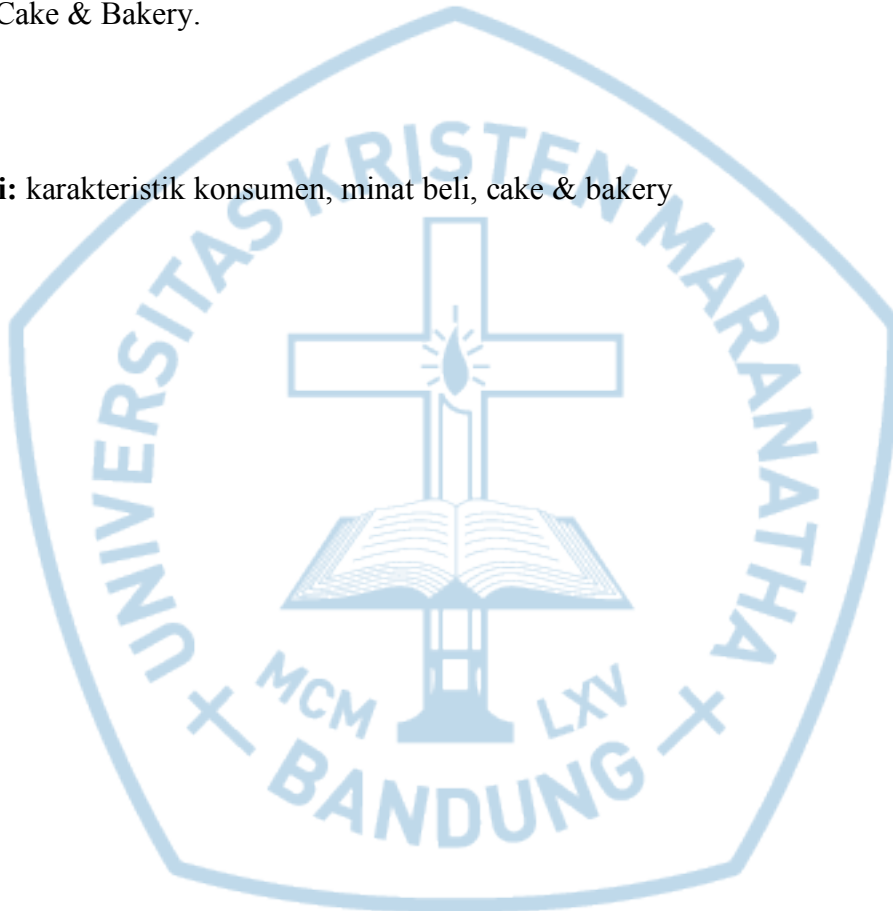 Cake & Bakery.
i: karakteristik konsumen, minat beli, cake & bakery
UNIVERSITAS KRISTEN MARANATHA
MCM LXV
BANDUNG